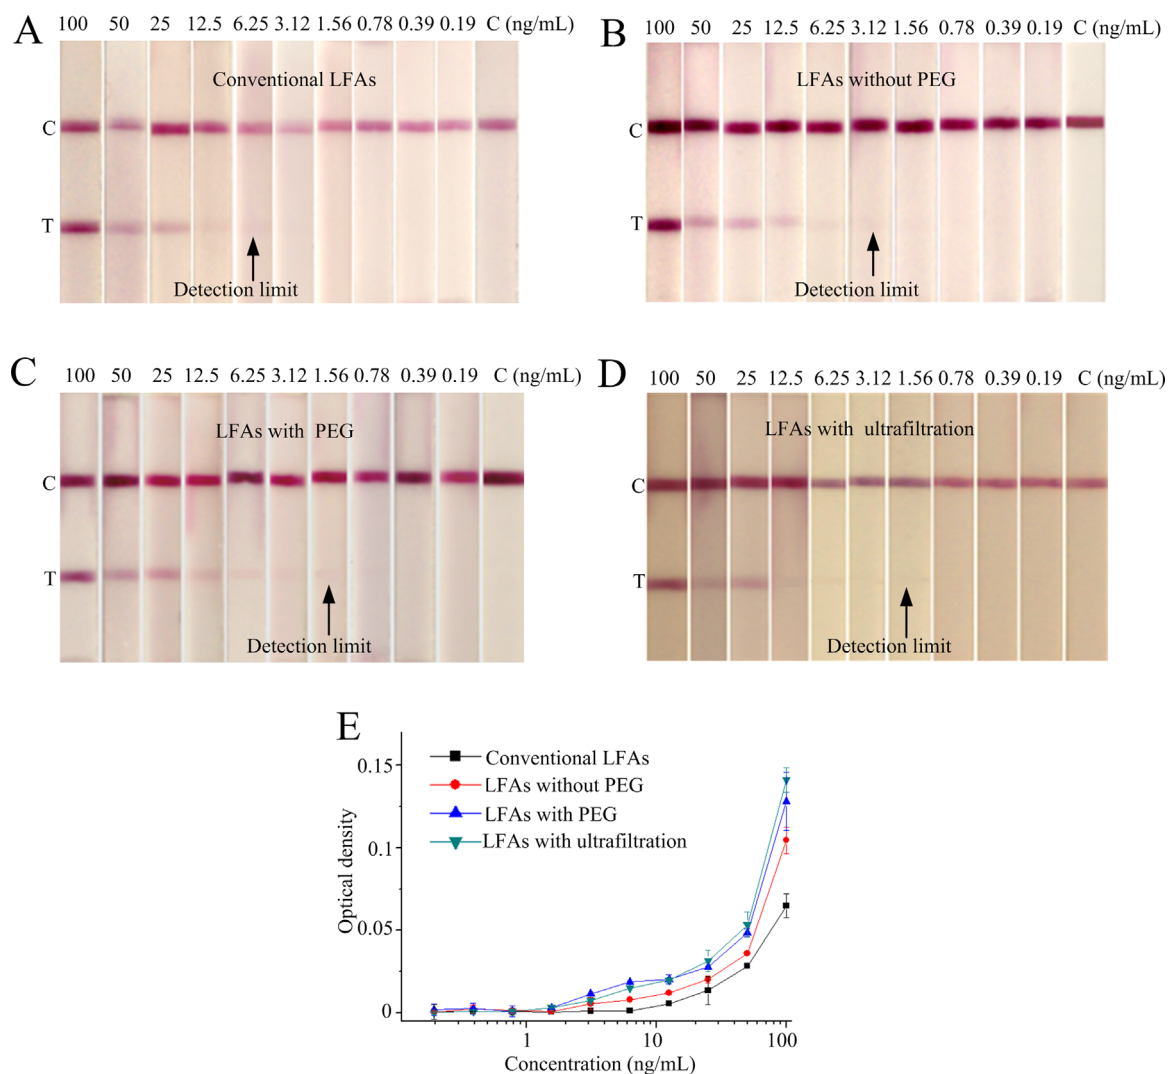 A
100 50 25 12.5 6.25 3.12 1.56 0.78 0.39 0.19 C (ng/mL)
Conventional LFAs
C
T
Detection limit
B
100 50 25 12.5 6.25 3.12 1.56 0.78 0.39 0.19 C (ng/mL)
LFAs without PEG
C
T
Detection limit
C
100 50 25 12.5 6.25 3.12 1.56 0.78 0.39 0.19 C (ng/mL)
LFAs with PEG
C
T
Detection limit
D
100 50 25 12.5 6.25 3.12 1.56 0.78 0.39 0.19 C (ng/mL)
LFAs with ultrafiltration
C
T
Detection limit
E
Conventional LFAs
LFAs without PEG
LFAs with PEG
LFAs with ultrafiltration
Optical density
0.15
0.1
0.05
0
1 10 100
Concentration (ng/mL)